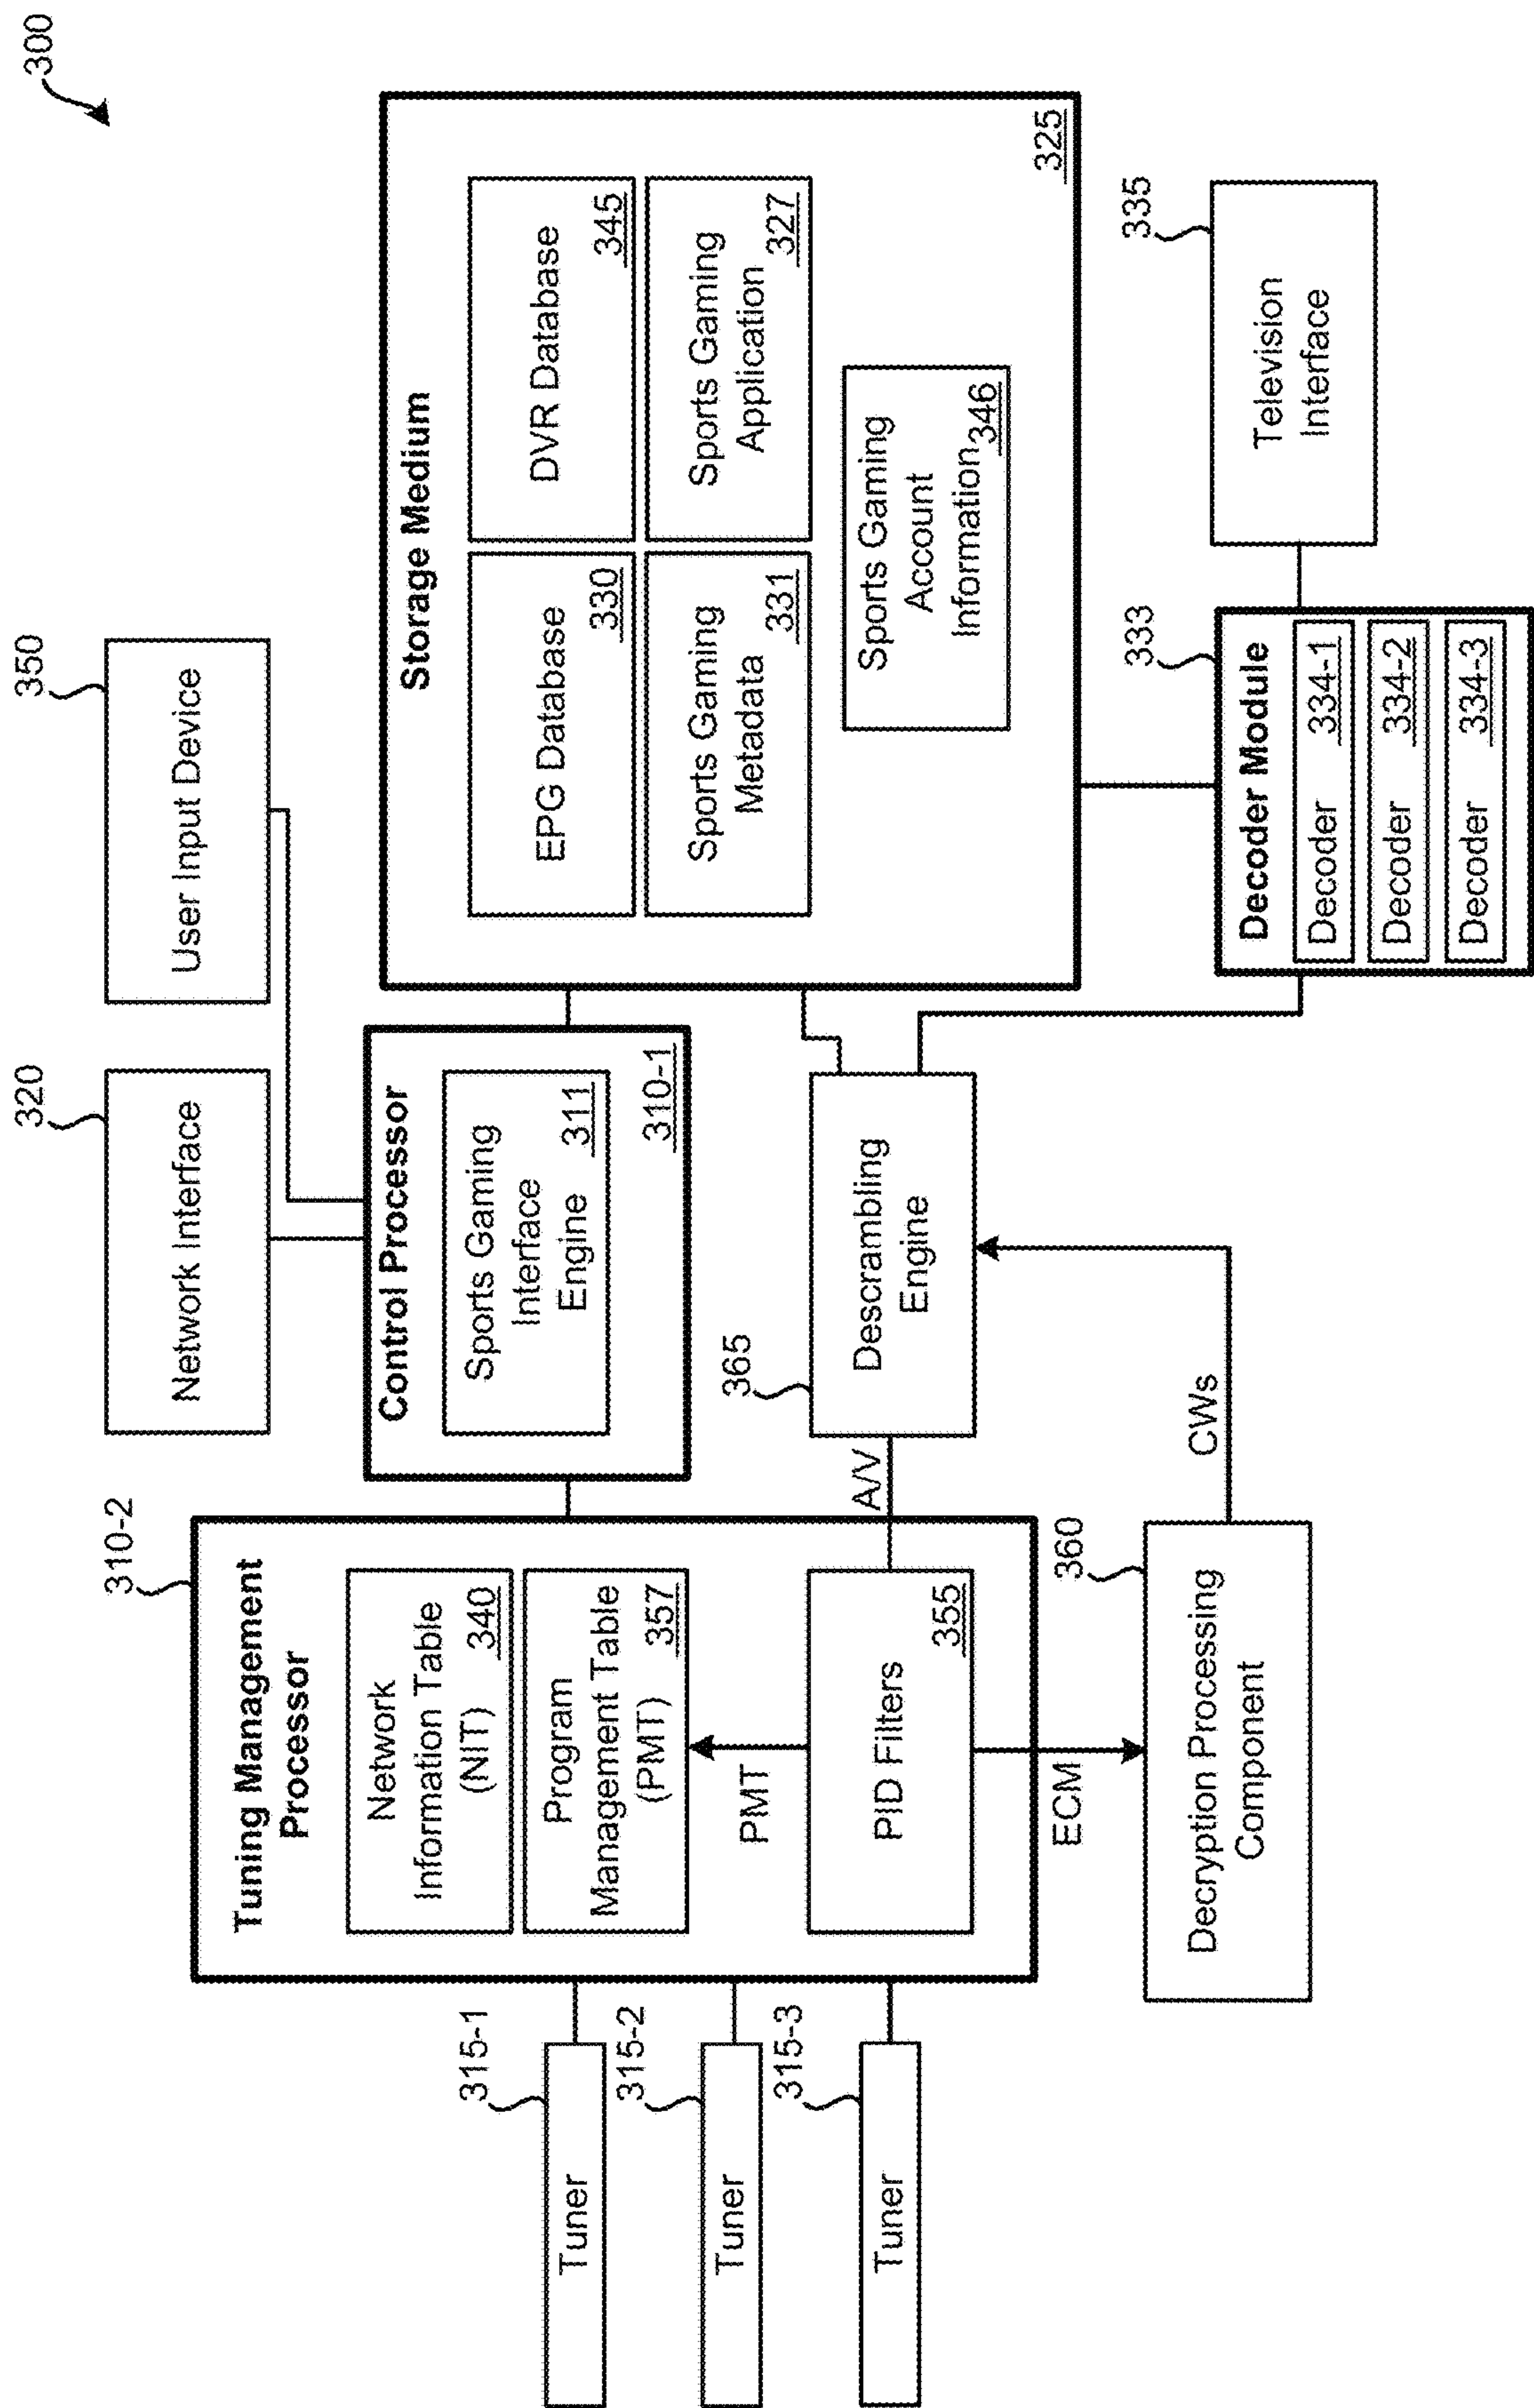 300
310-2
Tuning Management
Processor
Network
Information Table
(NIT)
340
Program
Management Table
(PMT)
357
PMT
PID Filters
355
ECM
315-1
Tuner
315-2
Tuner
315-3
Tuner
360
Decryption Processing
Component
CWs
A/V
365
Descrambling
Engine
320
Network Interface
350
User Input Device
Control Processor
Sports Gaming
Interface
Engine
311
310-1
Storage Medium
EPG Database
330
DVR Database
345
Sports Gaming
Metadata
331
Sports Gaming
Application
327
Sports Gaming
Account
Information
346
325
333
Decoder Module
Decoder 334-1
Decoder 334-2
Decoder 334-3
335
Television
Interface